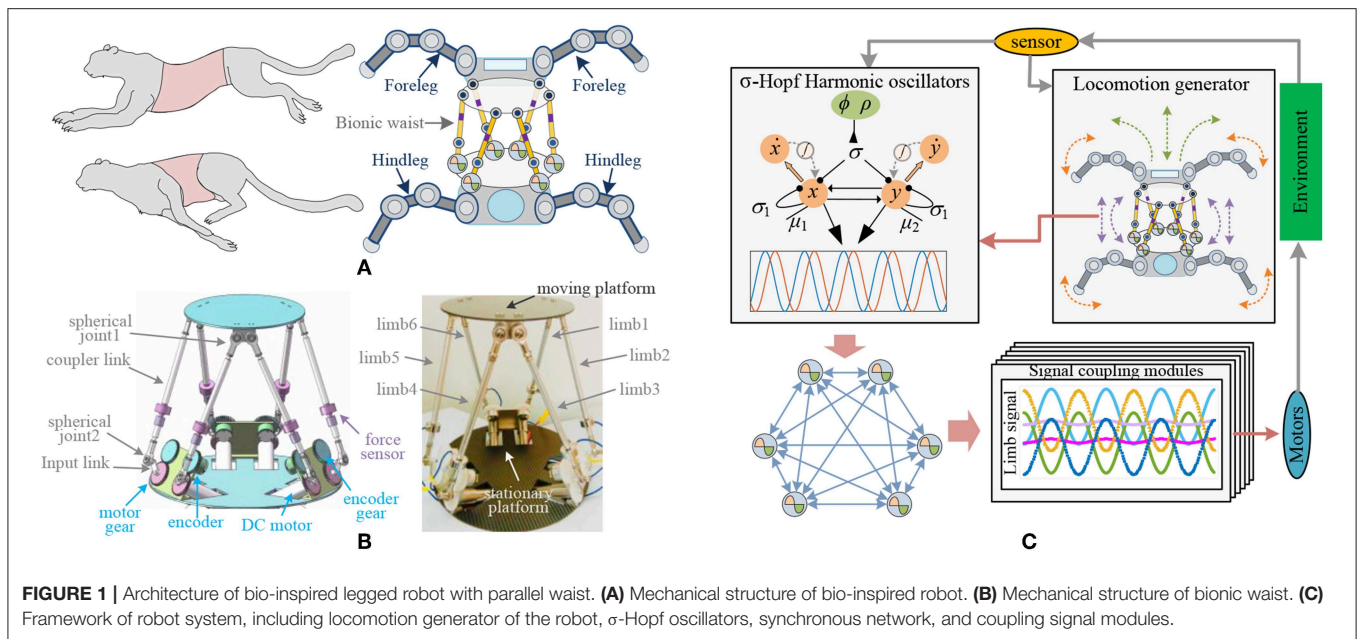 Foreleg
Foreleg
Bionic waist
Hindleg
Hindleg
A
spherical
joint1
coupler link
spherical
joint2
Input link
motor
gear
encoder
DC motor
encoder
gear
force
sensor
B
moving platform
limb6
limb5
limb4
limb1
limb2
limb3
stationary
platform
sensor
σ-Hopf Harmonic oscillators
ϕ ρ
σ
ẋ
ẏ
x
y
σ₁
σ₁
μ₁
μ₂
Locomotion generator
Environment
Signal coupling modules
Limb signal
Motors
C
FIGURE 1 | Architecture of bio-inspired legged robot with parallel waist. (A) Mechanical structure of bio-inspired robot. (B) Mechanical structure of bionic waist. (C)
Framework of robot system, including locomotion generator of the robot, σ-Hopf oscillators, synchronous network, and coupling signal modules.